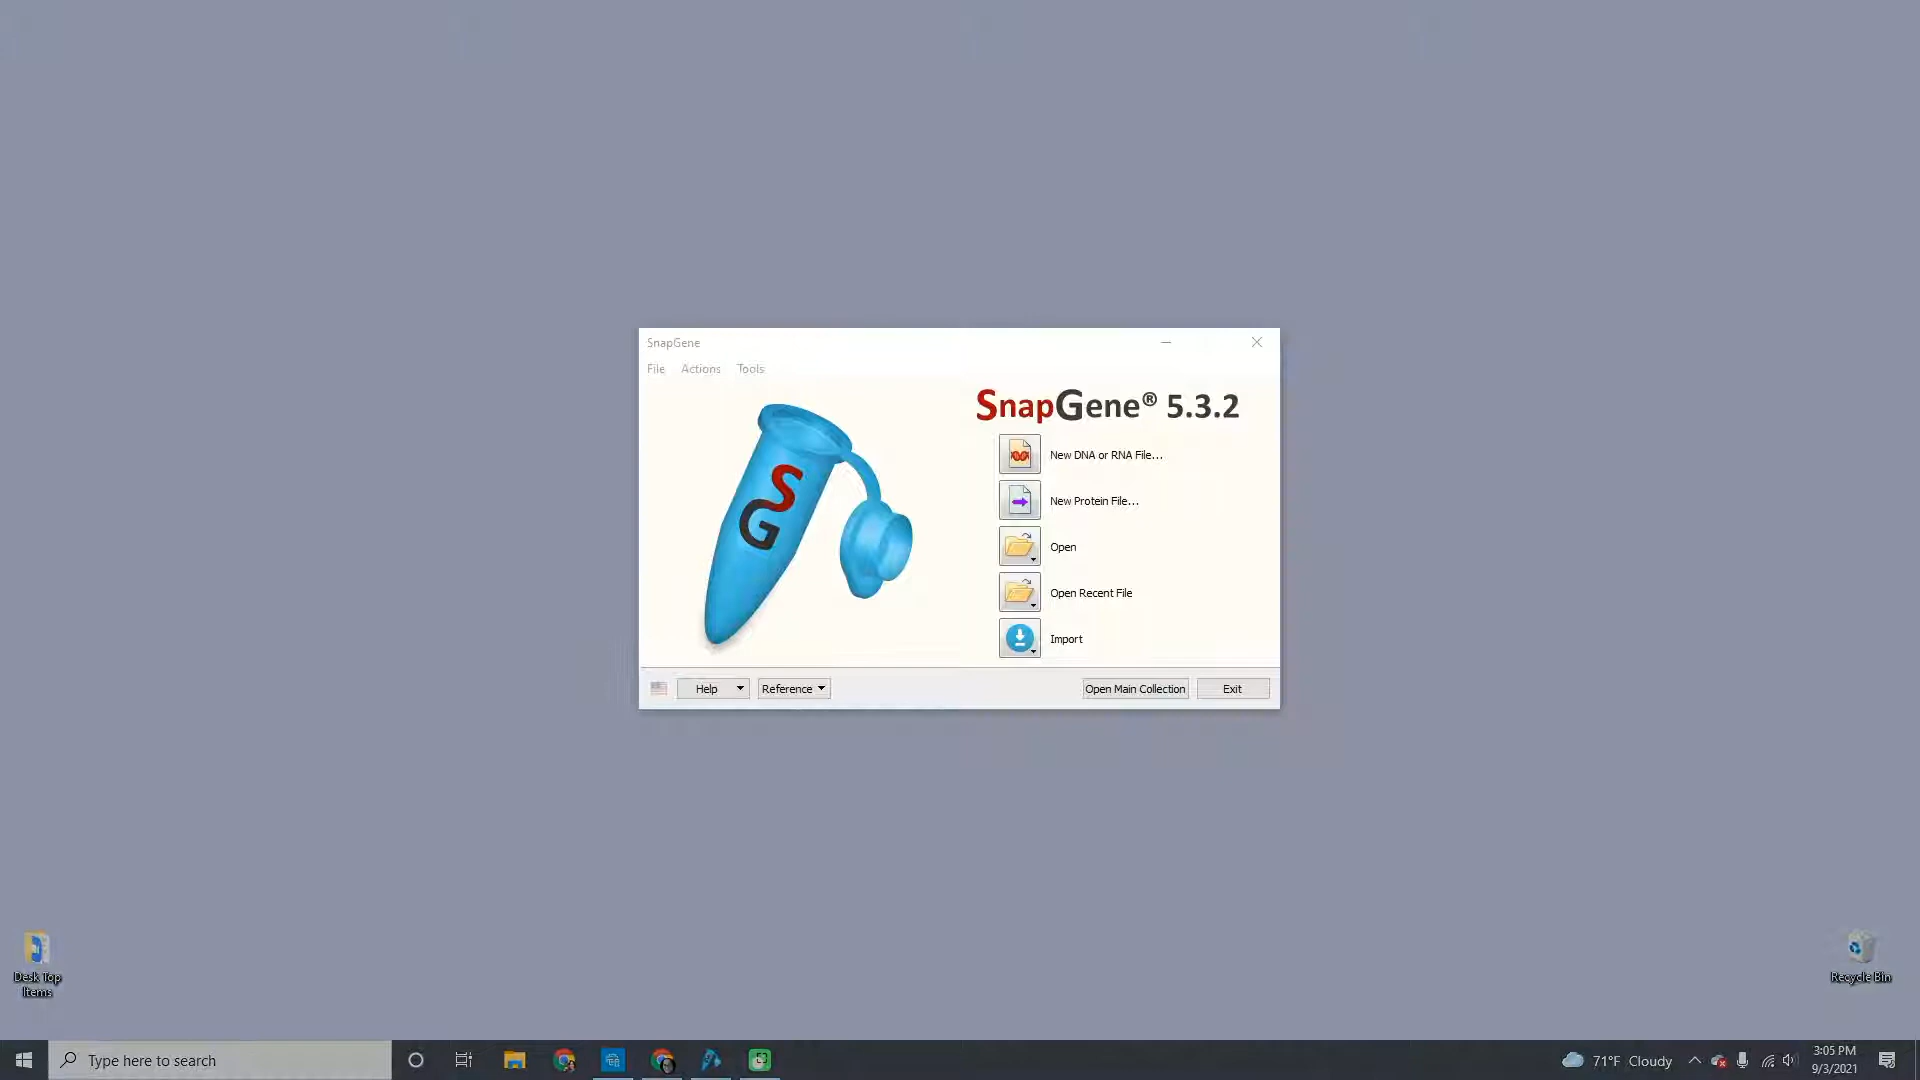 SnapGene
File Actions Tools
SnapGene® 5.3.2
SG
New DNA or RNA File...
New Protein File...
Open
Open Recent File
Import
Help
Reference
Open Main Collection
Exit
Desk Top
Items
Recycle Bin
Type here to search
71°F Cloudy
3:05 PM
9/3/2021